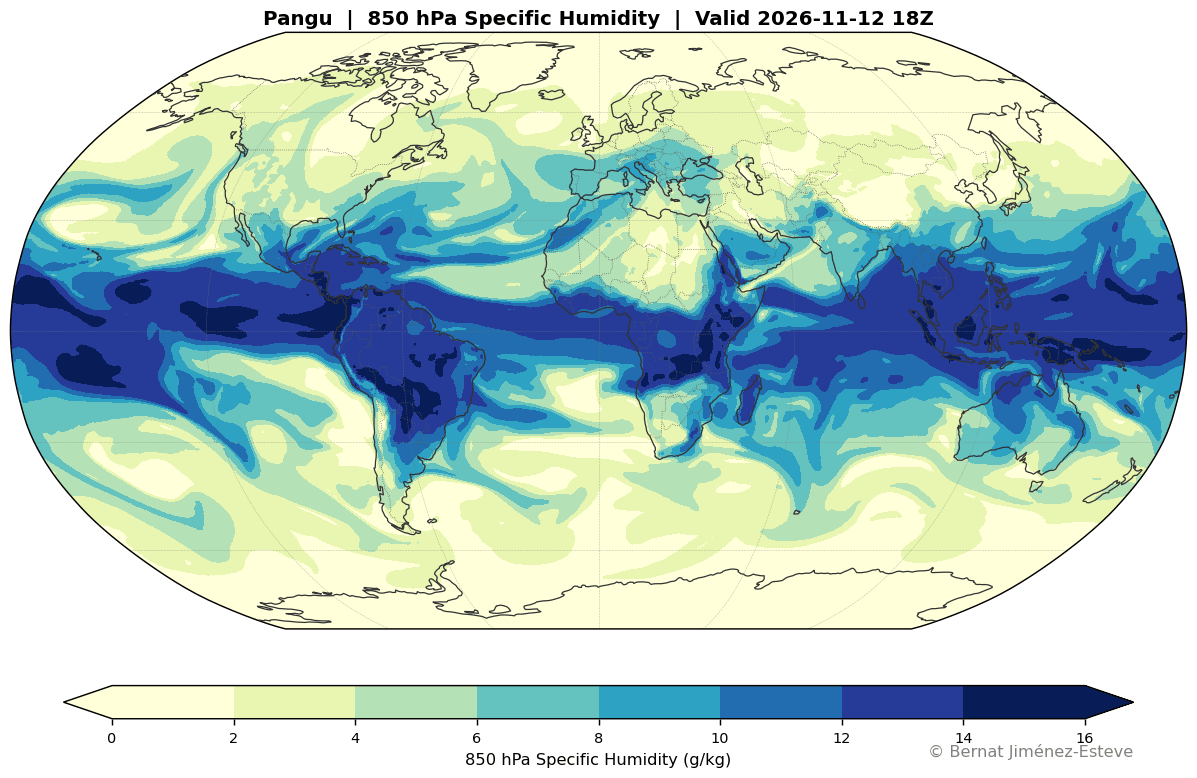 Pangu | 850 hPa Specific Humidity | Valid 2026-11-12 18Z
0 2 4 6 8 10 12 14 16
850 hPa Specific Humidity (g/kg)
© Bernat Jiménez-Esteve